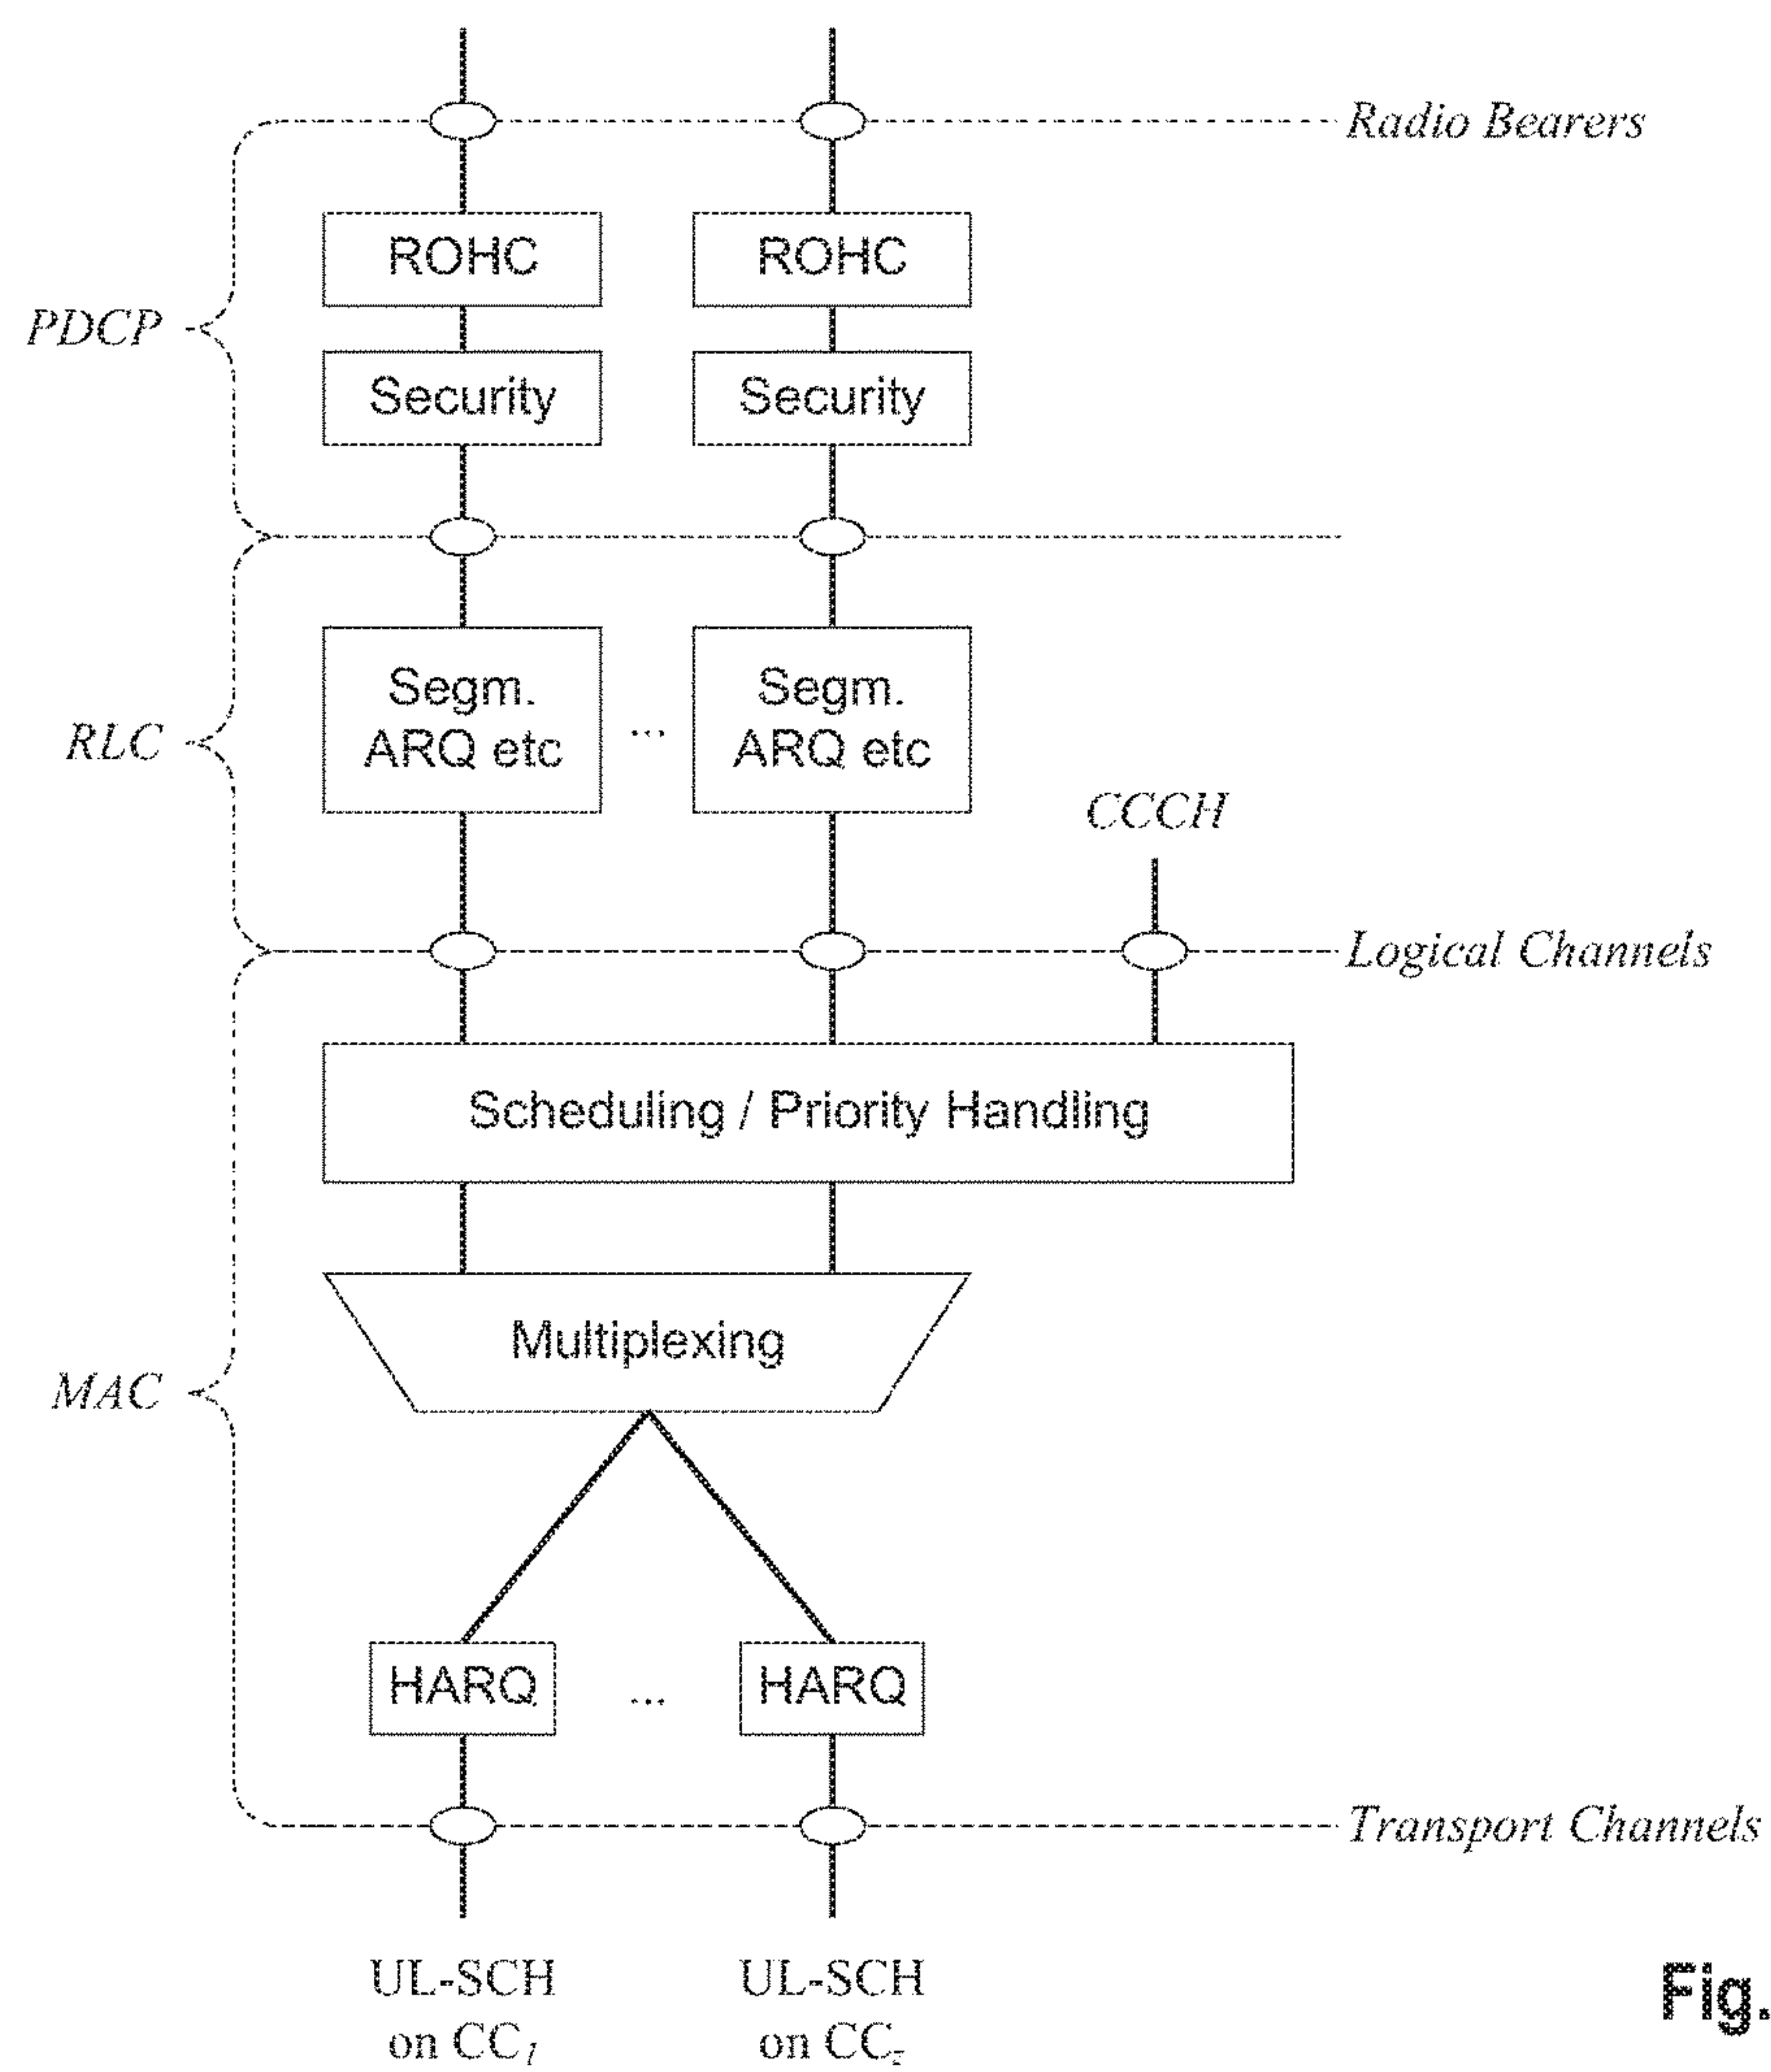 Radio Bearers
ROHC ROHC
PDCP
Security Security
Segm. Segm.
RLC
ARQ etc ... ARQ etc
CCCH
Logical Channels
Scheduling / Priority Handling
Multiplexing
MAC
HARQ ... HARQ
Transport Channels
UL-SCH UL-SCH
on CC1 on CCz
Fig.